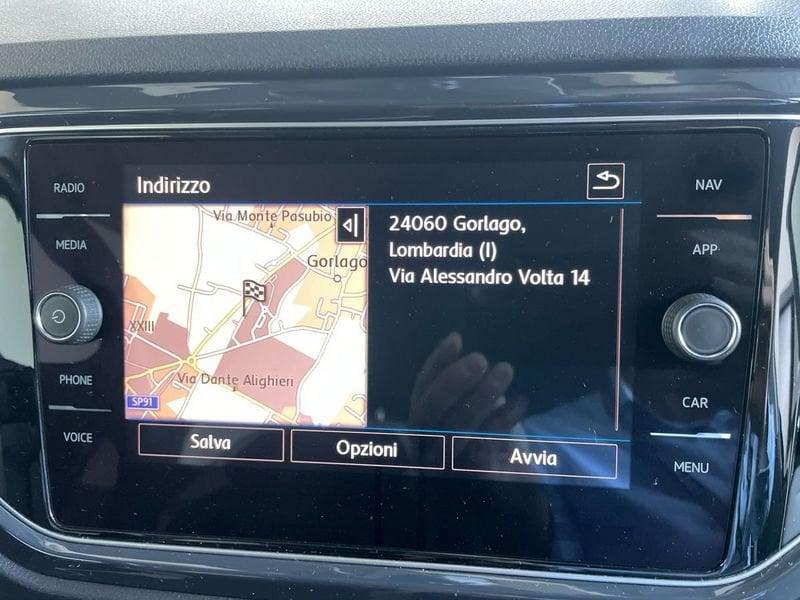 RADIO
MEDIA
PHONE
VOICE
Indirizzo
Via Monte Pasubio
Gorlago
XXIII
Via Dante Alighieri
SP91
24060 Gorlago,
Lombardia (I)
Via Alessandro Volta 14
Salva
Opzioni
Avvia
NAV
APP
CAR
MENU